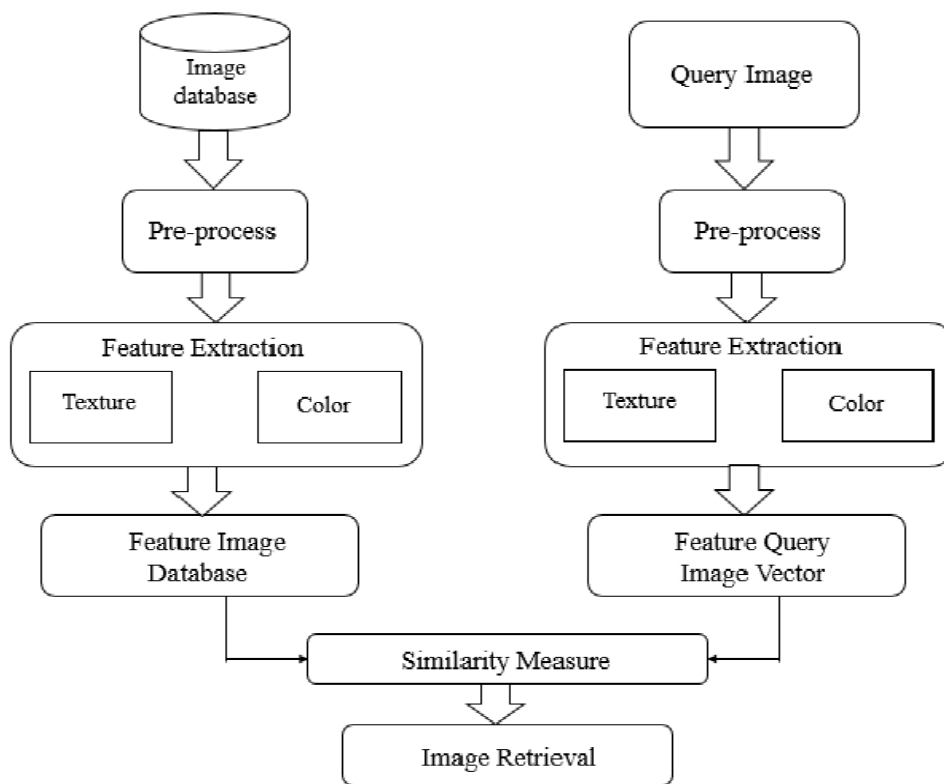 Image
database
Query Image
Pre-process
Pre-process
Feature Extraction
Texture
Color
Feature Extraction
Texture
Color
Feature Image
Database
Feature Query
Image Vector
Similarity Measure
Image Retrieval